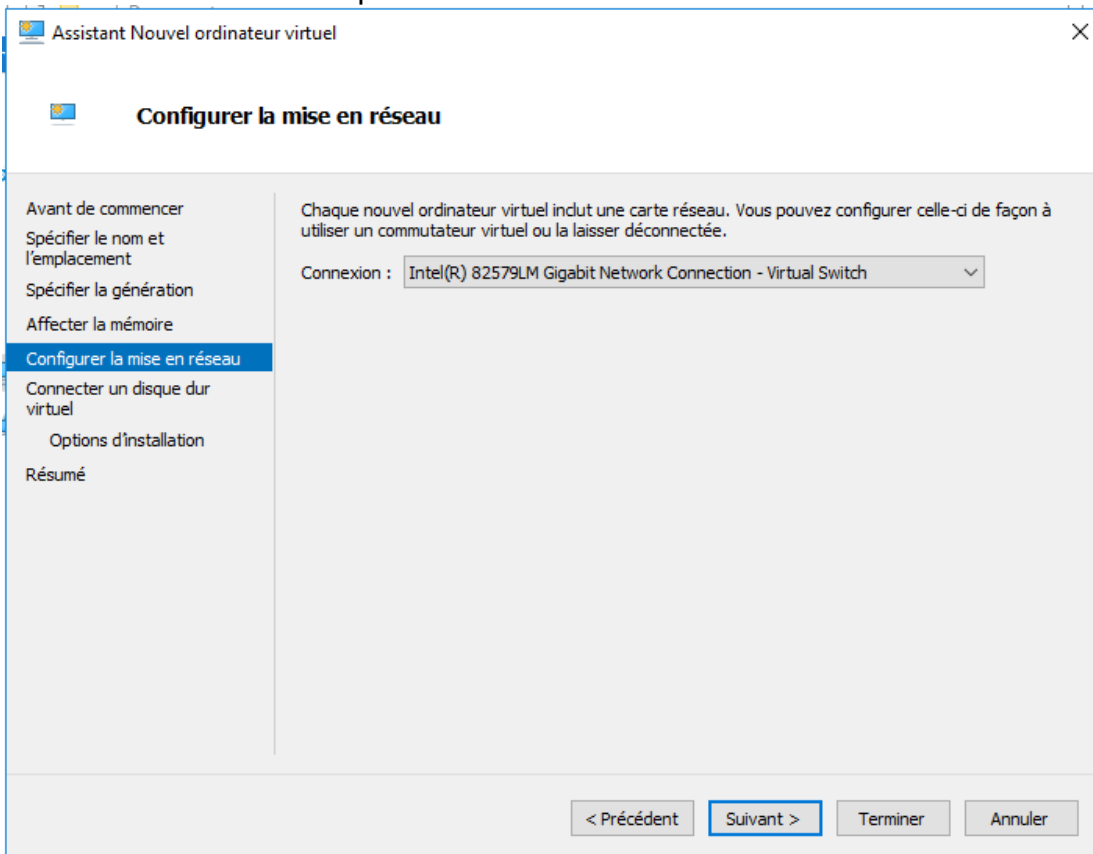 Assistant Nouvel ordinateur virtuel
Configurer la mise en réseau
Avant de commencer
Spécifier le nom et
l'emplacement
Spécifier la génération
Affecter la mémoire
Configurer la mise en réseau
Connecter un disque dur
virtuel
Options d'installation
Résumé
Chaque nouvel ordinateur virtuel inclut une carte réseau. Vous pouvez configurer celle-ci de façon à
utiliser un commutateur virtuel ou la laisser déconnectée.
Connexion : Intel(R) 82579LM Gigabit Network Connection - Virtual Switch
< Précédent Suivant > Terminer Annuler